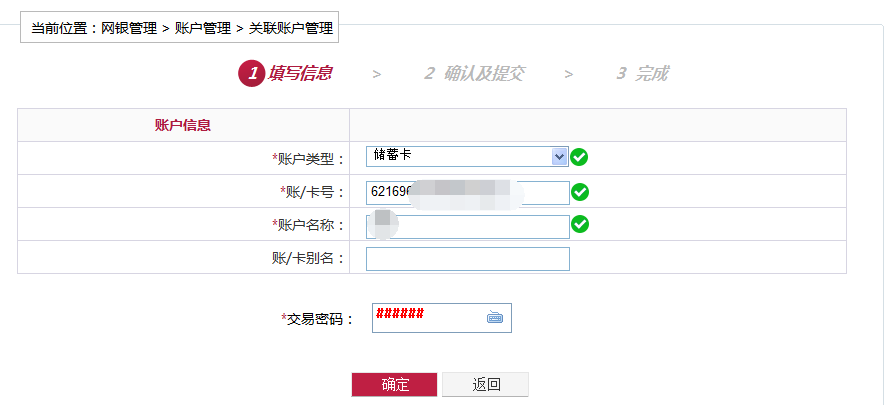 当前位置：网银管理 > 账户管理 > 关联账户管理
1 填写信息 > 2 确认及提交 > 3 完成
账户信息
*账户类型： 储蓄卡
*账/卡号： 62169
*账户名称：
账/卡别名：
*交易密码： ######
确定 返回